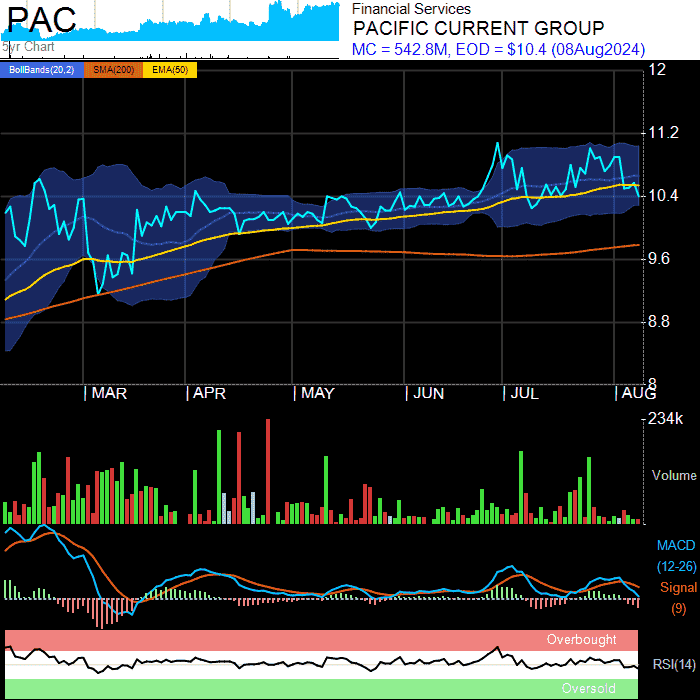 PAC
5yr Chart
Financial Services
PACIFIC CURRENT GROUP
MC = 542.8M, EOD = $10.4 (08Aug2024)
BollBands(20,2) SMA(200) EMA(50)
12
11.2
10.4
9.6
8.8
8
| MAR | APR | MAY | JUN | JUL | AUG
234k
Volume
MACD
(12-26)
Signal
(9)
Overbought
RSI(14)
Oversold